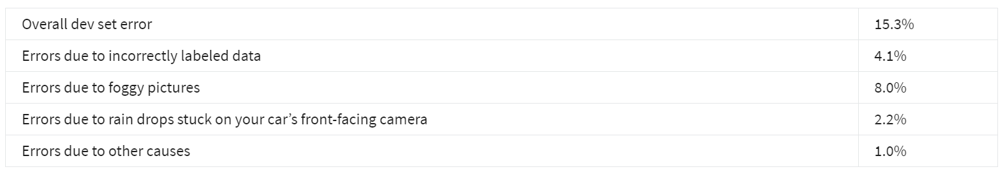 Overall dev set error 15.3%
Errors due to incorrectly labeled data 4.1%
Errors due to foggy pictures 8.0%
Errors due to rain drops stuck on your car’s front-facing camera 2.2%
Errors due to other causes 1.0%